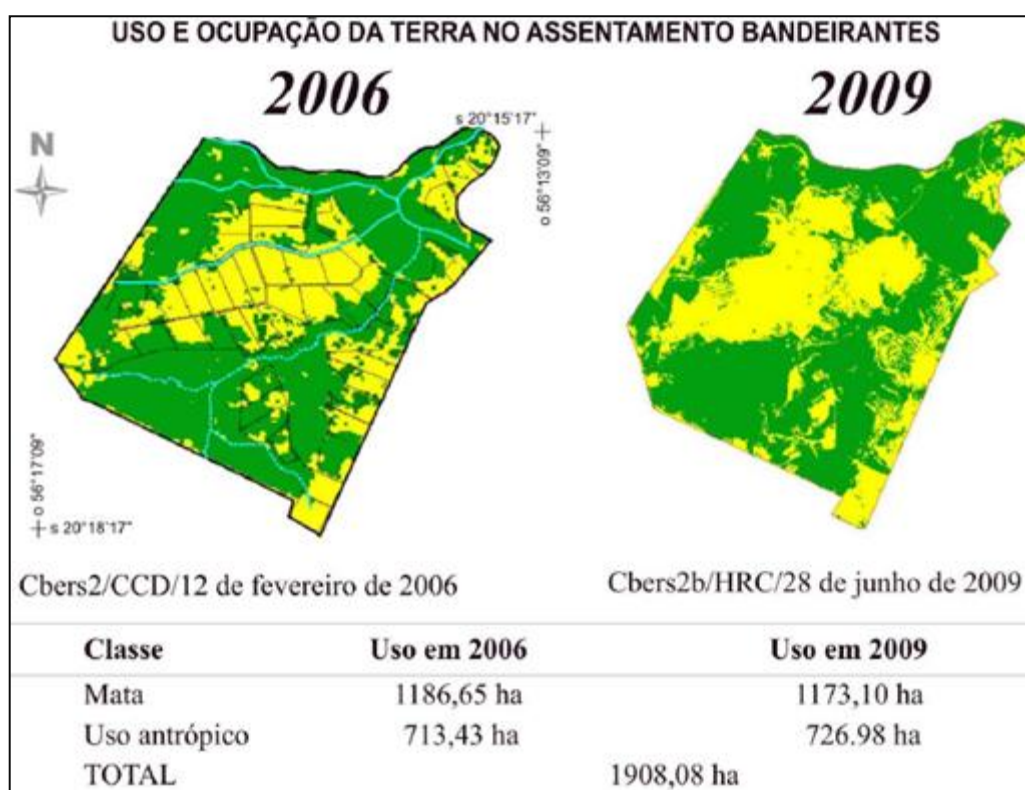 USO E OCUPAÇÃO DA TERRA NO ASSENTAMENTO BANDEIRANTES
2006
2009
N
s 20°15'17"
o 56°13'09"
o 56°17'09"
s 20°18'17"
Cbers2/CCD/12 de fevereiro de 2006
Cbers2b/HRC/28 de junho de 2009
Classe Uso em 2006 Uso em 2009
Mata 1186,65 ha 1173,10 ha
Uso antrópico 713,43 ha 726.98 ha
TOTAL 1908,08 ha